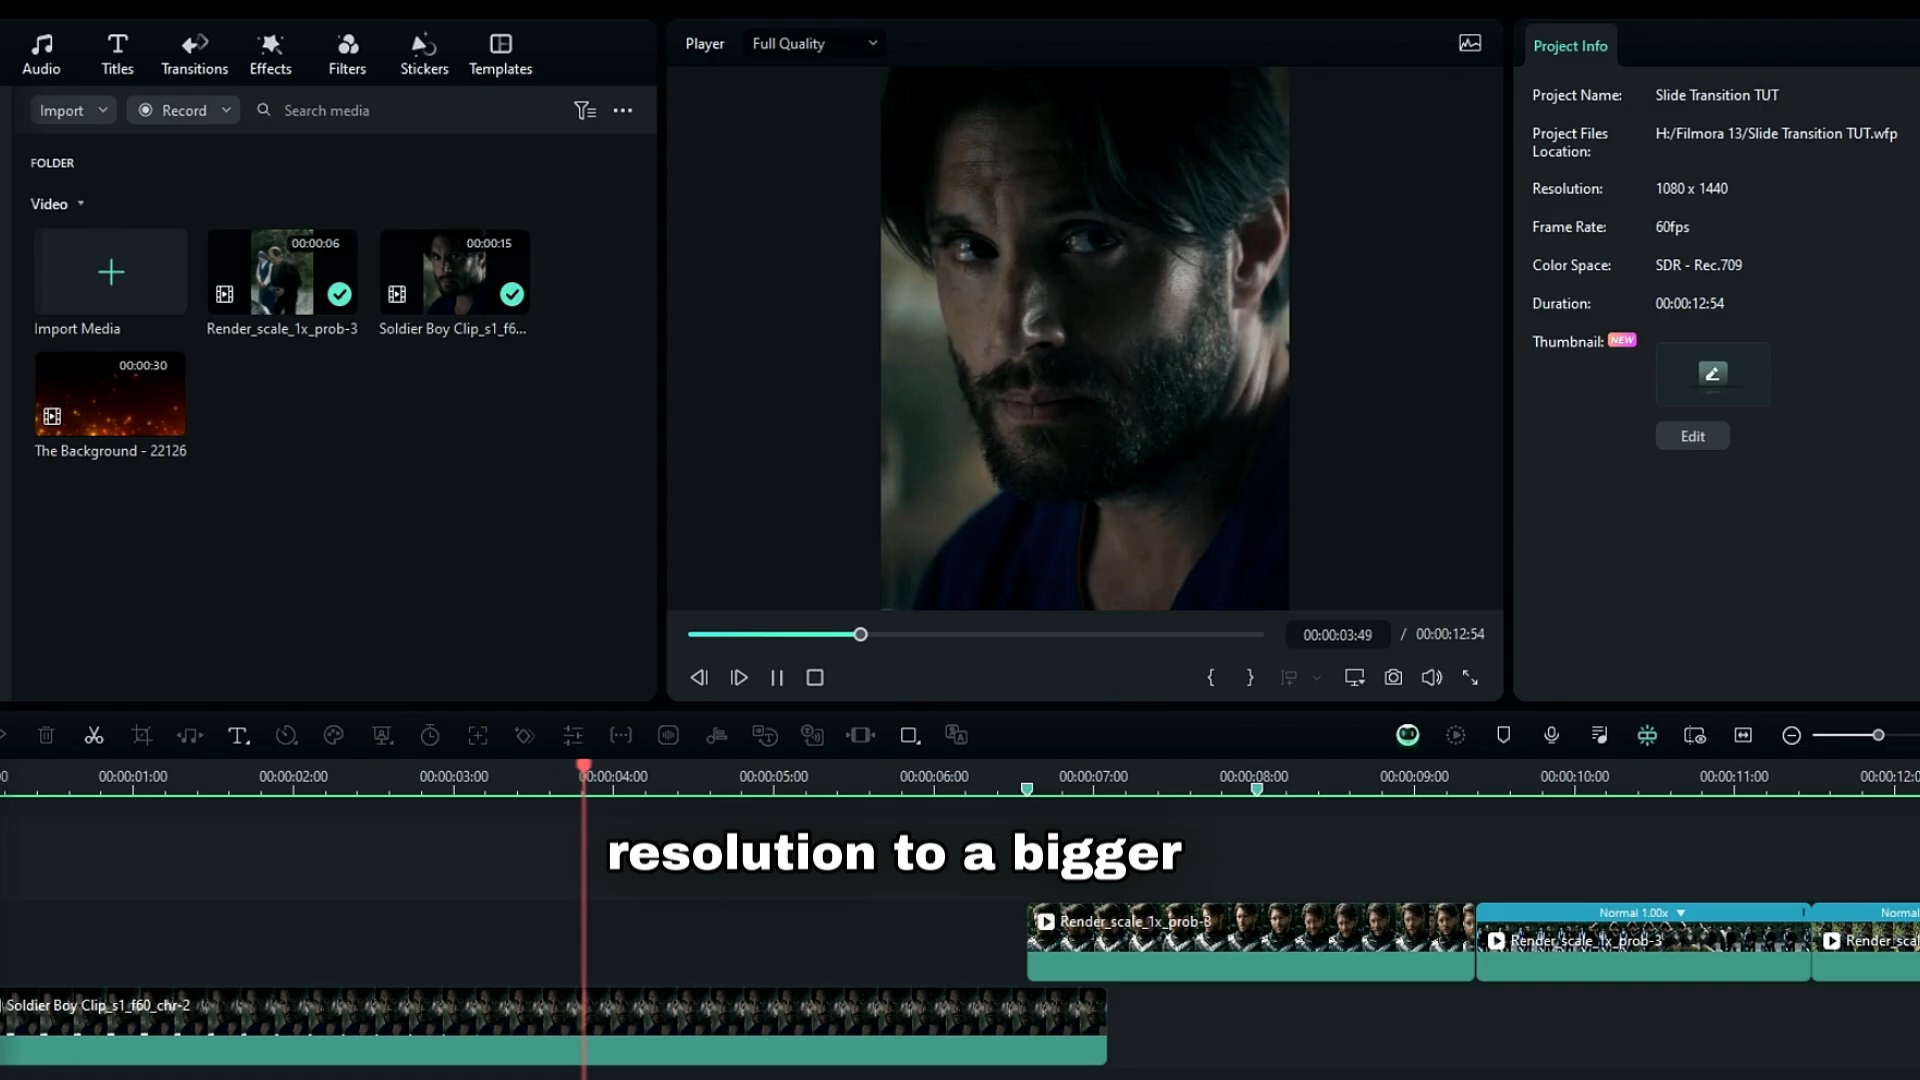 Audio
Titles
Transitions
Effects
Filters
Stickers
Templates
Import
Record
Search media
FOLDER
Video
Import Media
00:00:06
Render_scale_1x_prob-3
00:00:15
Soldier Boy Clip_s1_f6...
00:00:30
The Background - 22126
Player
Full Quality
00:00:03:49 / 00:00:12:54
Project Info
Project Name: Slide Transition TUT
Project Files Location: H:/Filmora 13/Slide Transition TUT.wfp
Resolution: 1080 x 1440
Frame Rate: 60fps
Color Space: SDR - Rec.709
Duration: 00:00:12:54
Thumbnail: NEW
Edit
00:00:01:00 00:00:02:00 00:00:03:00 00:00:04:00 00:00:05:00 00:00:06:00 00:00:07:00 00:00:08:00 00:00:09:00 00:00:10:00 00:00:11:00 00:00:12:0
resolution to a bigger
Render_scale_1x_prob-3
Normal 1.00x
Render_scale_1x_prob-3
Normal
Render_scal
Soldier Boy Clip_s1_f60_chr-2